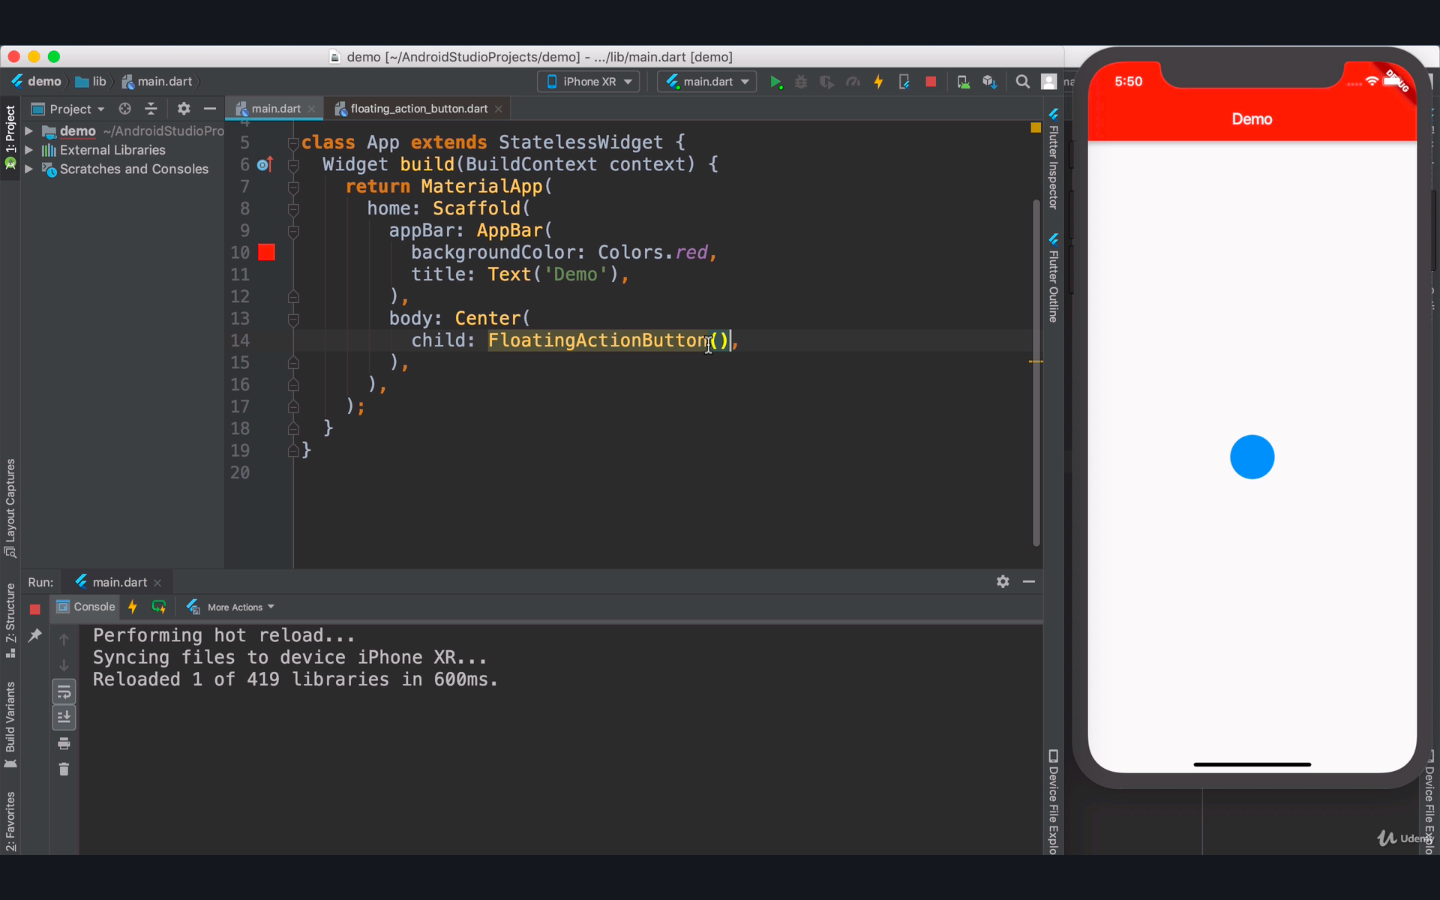 demo [~/AndroidStudioProjects/demo] - .../lib/main.dart [demo]
demo lib main.dart
iPhone XR main.dart
Project
main.dart floating_action_button.dart
demo ~/AndroidStudioPro
External Libraries
Scratches and Consoles
1: Project
Layout Captures
Z: Structure
Build Variants
2: Favorites
5 class App extends StatelessWidget {
6 Widget build(BuildContext context) {
7 return MaterialApp(
8 home: Scaffold(
9 appBar: AppBar(
10 backgroundColor: Colors.red,
11 title: Text('Demo'),
12 ),
13 body: Center(
14 child: FloatingActionButton(),
15 ),
16 ),
17 );
18 }
19 }
20
Flutter Inspector
Flutter Outline
Device File Explo
Run: main.dart
Console More Actions
Performing hot reload...
Syncing files to device iPhone XR...
Reloaded 1 of 419 libraries in 600ms.
5:50
DEBUG
Demo
Device File Explo
Udemy